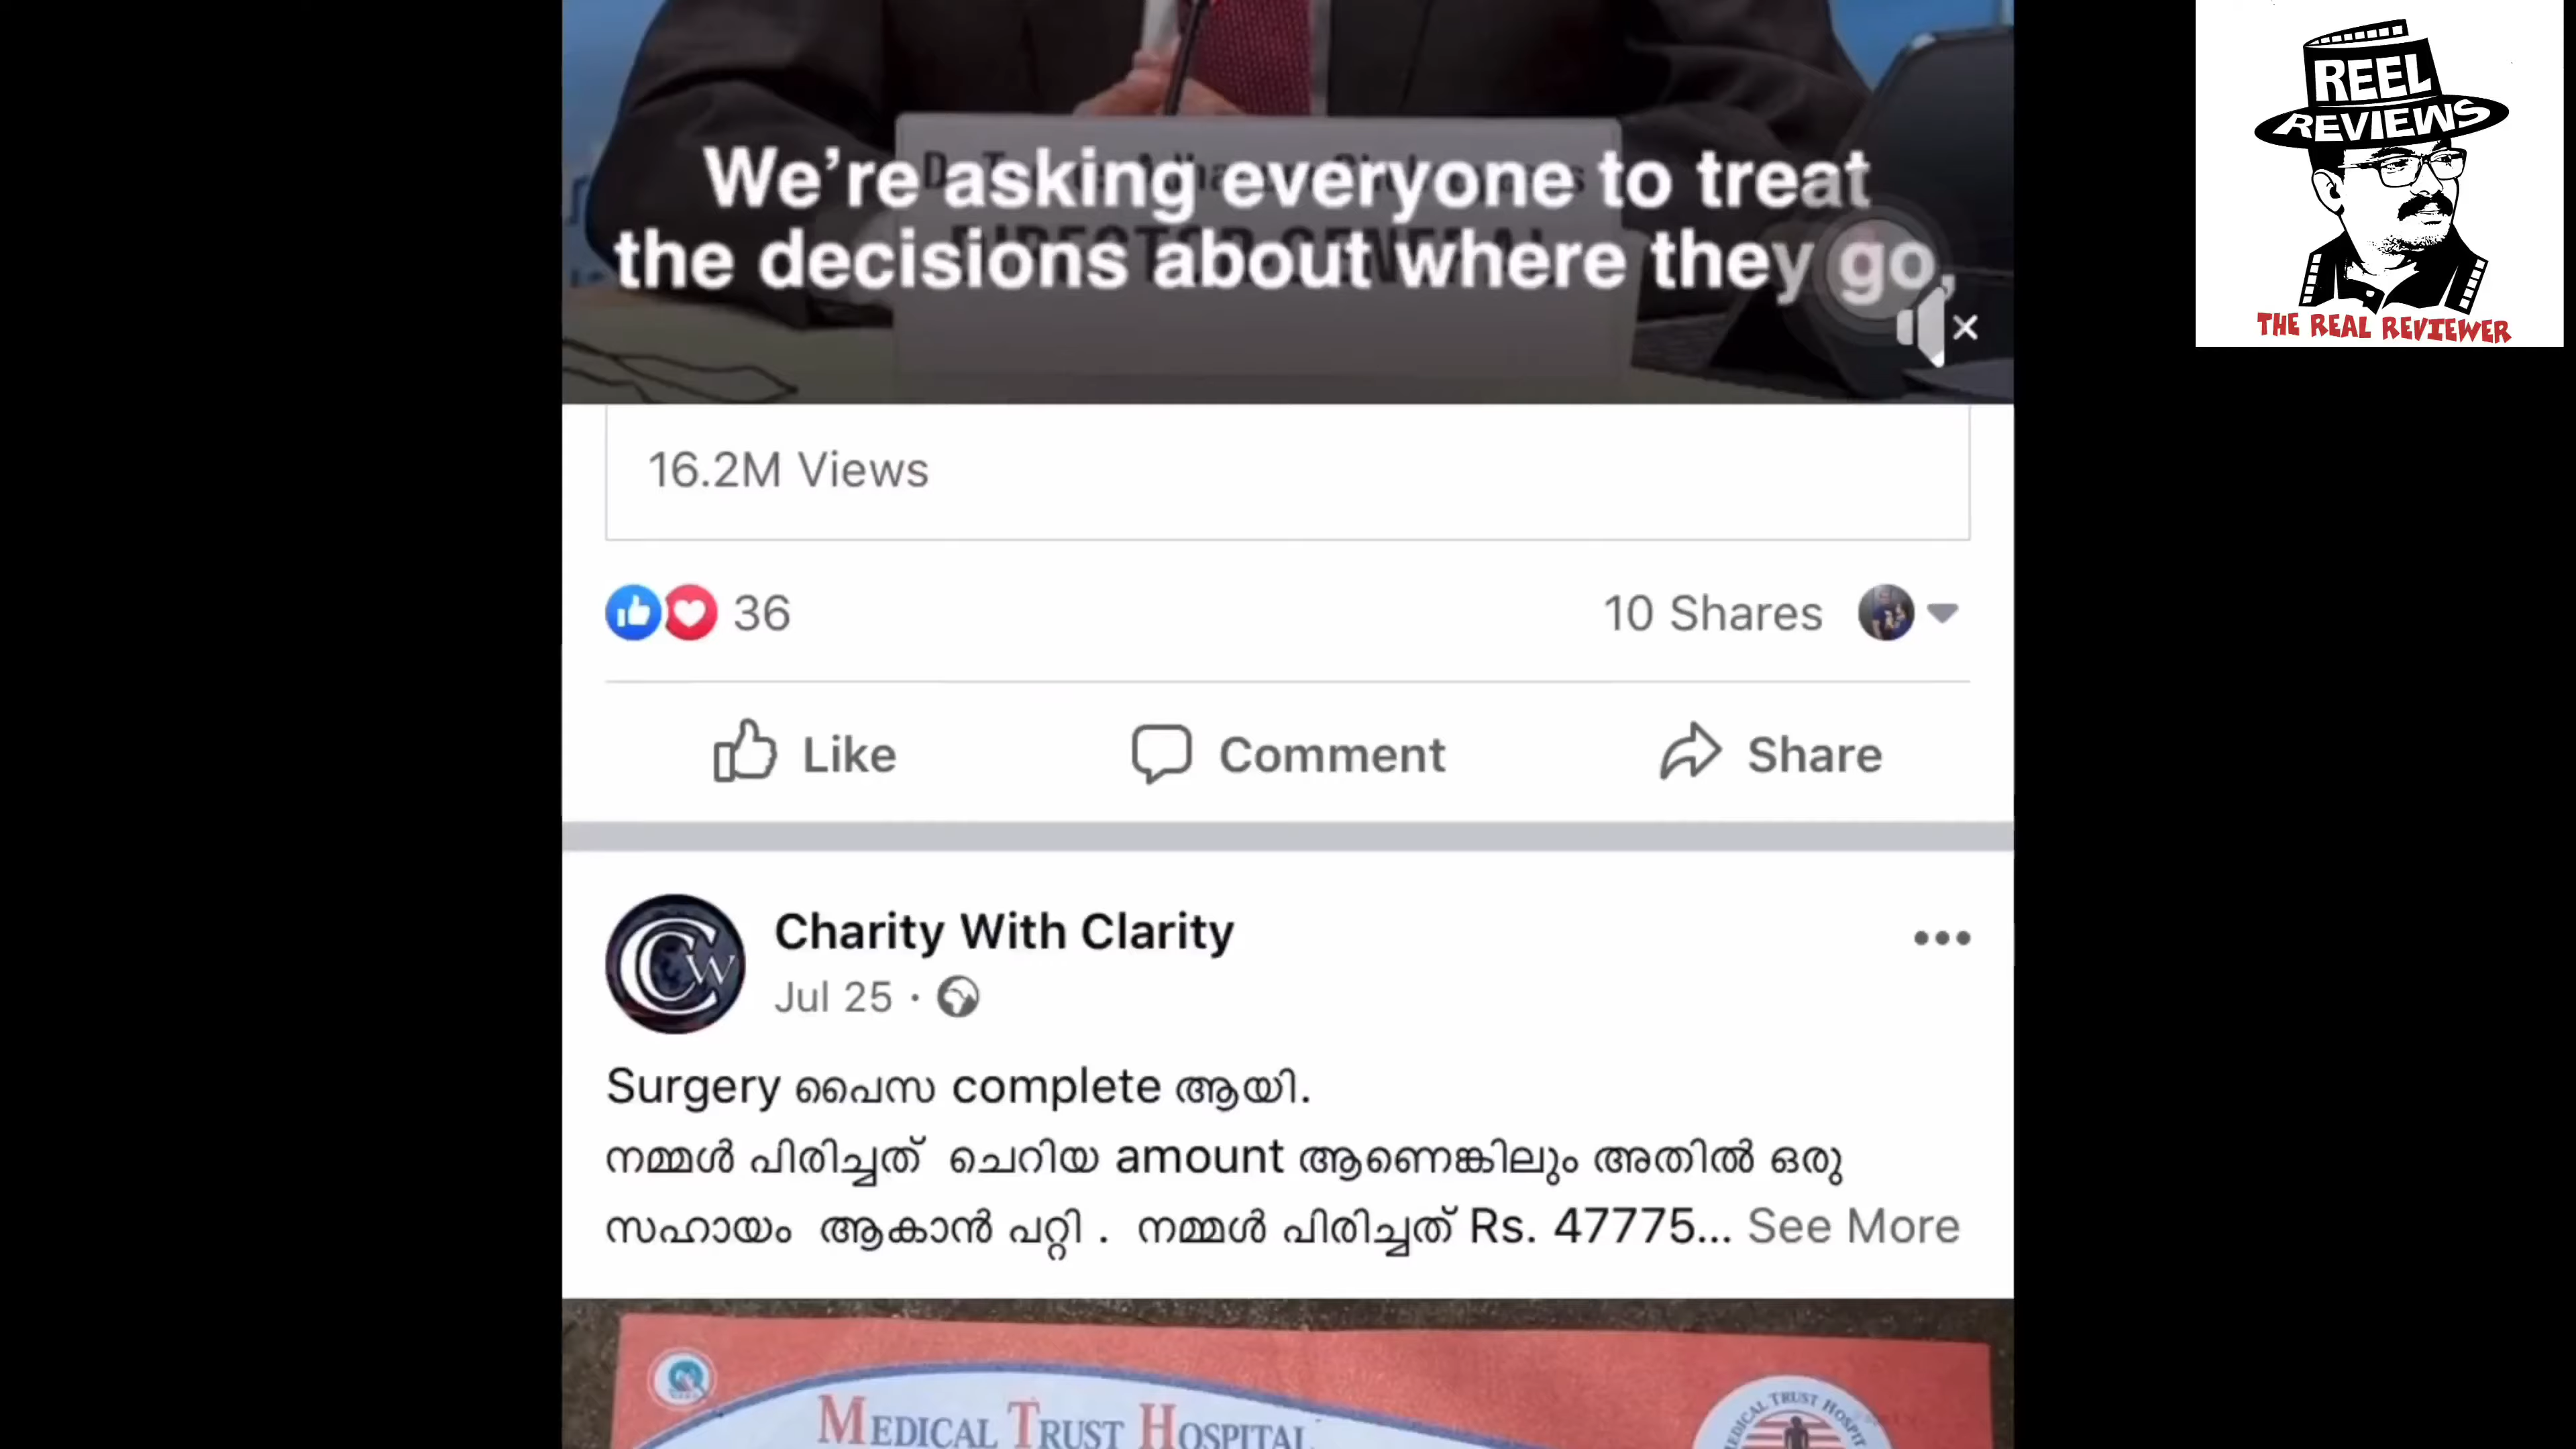 REEL
REVIEWS
THE REAL REVIEWER
We're asking everyone to treat
the decisions about where they go,
DIRECTOR GENERAL
16.2M Views
36
10 Shares
Like
Comment
Share
Charity With Clarity
Jul 25
Surgery പൈസ complete ആയി.
നമ്മൾ പിരിച്ചത് ചെറിയ amount ആണെങ്കിലും അതിൽ ഒരു
സഹായം ആകാൻ പറ്റി . നമ്മൾ പിരിച്ചത് Rs. 47775... See More
MEDICAL TRUST HOSPITAL